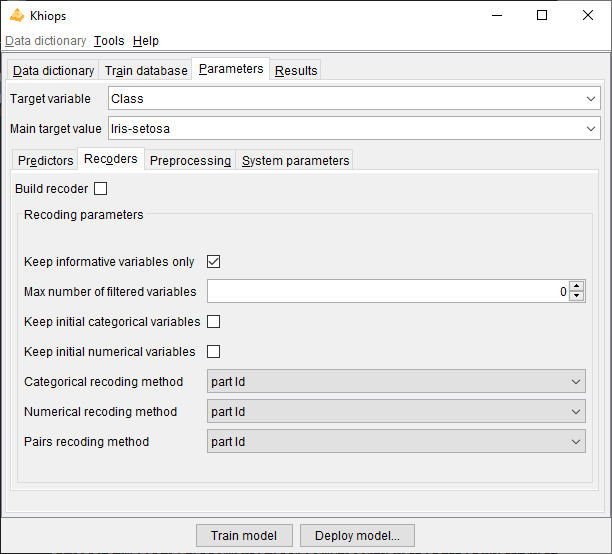 Khiops
Data dictionary Tools Help
Data dictionary Train database Parameters Results
Target variable Class
Main target value Iris-setosa
Predictors Recoders Preprocessing System parameters
Build recoder
Recoding parameters
Keep informative variables only
Max number of filtered variables 0
Keep initial categorical variables
Keep initial numerical variables
Categorical recoding method part Id
Numerical recoding method part Id
Pairs recoding method part Id
Train model Deploy model...